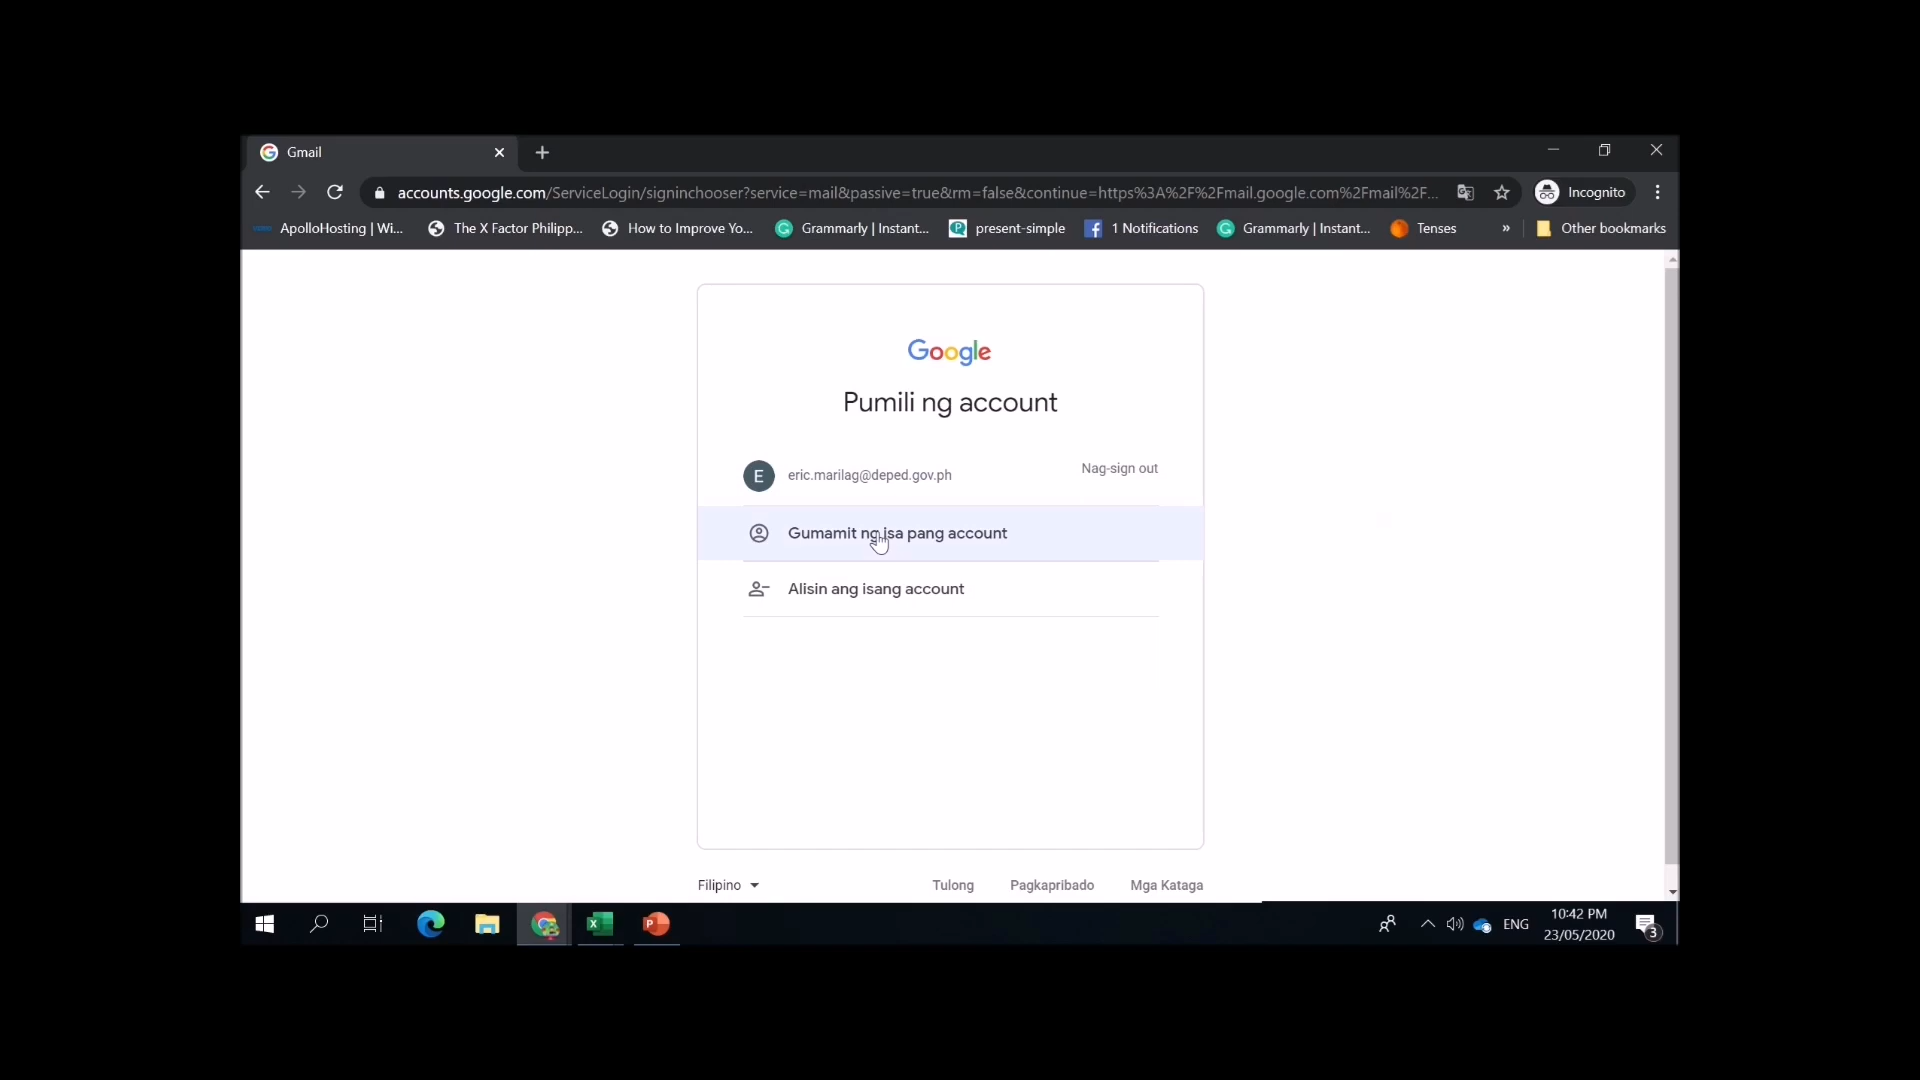 Gmail
accounts.google.com/ServiceLogin/signinchooser?service=mail&passive=true&rm=false&continue=https%3A%2F%2Fmail.google.com%2Fmail%2F...
Incognito
ApolloHosting | Wi...
The X Factor Philipp...
How to Improve Yo...
Grammarly | Instant...
present-simple
1 Notifications
Grammarly | Instant...
Tenses
»
Other bookmarks
Google
Pumili ng account
E
eric.marilag@deped.gov.ph
Nag-sign out
Gumamit ng isa pang account
Alisin ang isang account
Filipino
Tulong
Pagkapribado
Mga Kataga
ENG
10:42 PM
23/05/2020
3